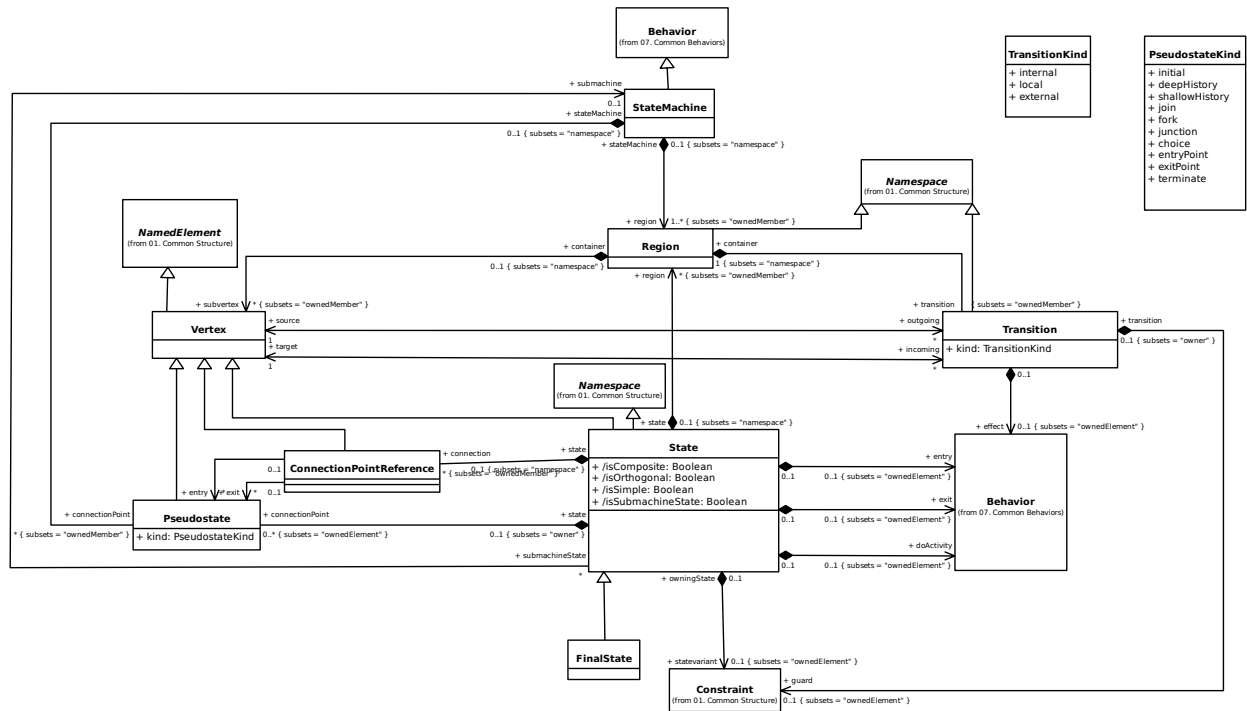 Behavior
(from 07. Common Behaviors)
TransitionKind
+ internal
+ local
+ external
PseudostateKind
+ initial
+ deepHistory
+ shallowHistory
+ join
+ fork
+ junction
+ choice
+ entryPoint
+ exitPoint
+ terminate
+ submachine
0..1
+ stateMachine
0..1 { subsets = "namespace" }
StateMachine
+ stateMachine
0..1 { subsets = "namespace" }
Namespace
(from 01. Common Structure)
NamedElement
(from 01. Common Structure)
+ region
1..* { subsets = "ownedMember" }
+ container
0..1 { subsets = "namespace" }
Region
+ container
1 { subsets = "namespace" }
+ region
* { subsets = "ownedMember" }
+ subvertex
* { subsets = "ownedMember" }
+ transition
{ subsets = "ownedMember" }
Vertex
+ source
1
+ target
1
+ outgoing
*
+ incoming
*
Transition
+ kind: TransitionKind
+ transition
0..1 { subsets = "owner" }
0..1
Namespace
(from 01. Common Structure)
+ state
0..1 { subsets = "namespace" }
+ effect
0..1 { subsets = "ownedElement" }
State
+ /isComposite: Boolean
+ /isOrthogonal: Boolean
+ /isSimple: Boolean
+ /isSubmachineState: Boolean
+ connection
* { subsets = "ownedMember" }
+ state
0..1 { subsets = "namespace" }
ConnectionPointReference
0..1
0..1
+ entry
*
+ exit
*
Pseudostate
+ kind: PseudostateKind
+ connectionPoint
* { subsets = "ownedMember" }
+ connectionPoint
0..* { subsets = "ownedElement" }
+ state
0..1 { subsets = "owner" }
+ submachineState
*
0..1
+ entry
0..1 { subsets = "ownedElement" }
0..1
+ exit
0..1 { subsets = "ownedElement" }
0..1
+ doActivity
0..1 { subsets = "ownedElement" }
Behavior
(from 07. Common Behaviors)
+ owningState
0..1
FinalState
+ statevariant
0..1 { subsets = "ownedElement" }
Constraint
(from 01. Common Structure)
+ guard
0..1 { subsets = "ownedElement" }